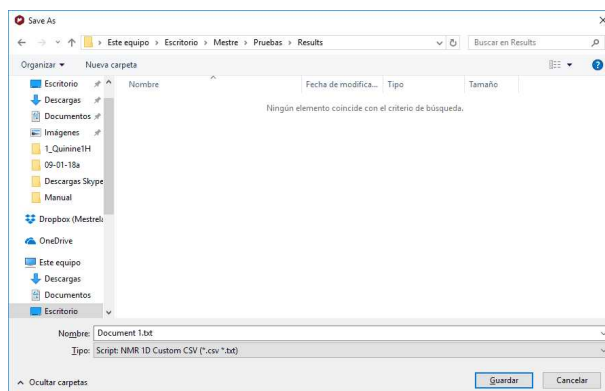 Save As
Este equipo > Escritorio > Mestre > Pruebas > Results
Buscar en Results
Organizar Nueva carpeta
Escritorio
Descargas
Documentos
Imágenes
1_Quinine1H
09-01-18a
Descargas Skype
Manual
Dropbox (Mestrela
OneDrive
Este equipo
Descargas
Documentos
Escritorio
Nombre Fecha de modifica... Tipo Tamaño
Ningún elemento coincide con el criterio de búsqueda.
Nombre: Document 1.txt
Tipo: Script: NMR 1D Custom CSV (*.csv *.txt)
Ocultar carpetas
Guardar Cancelar